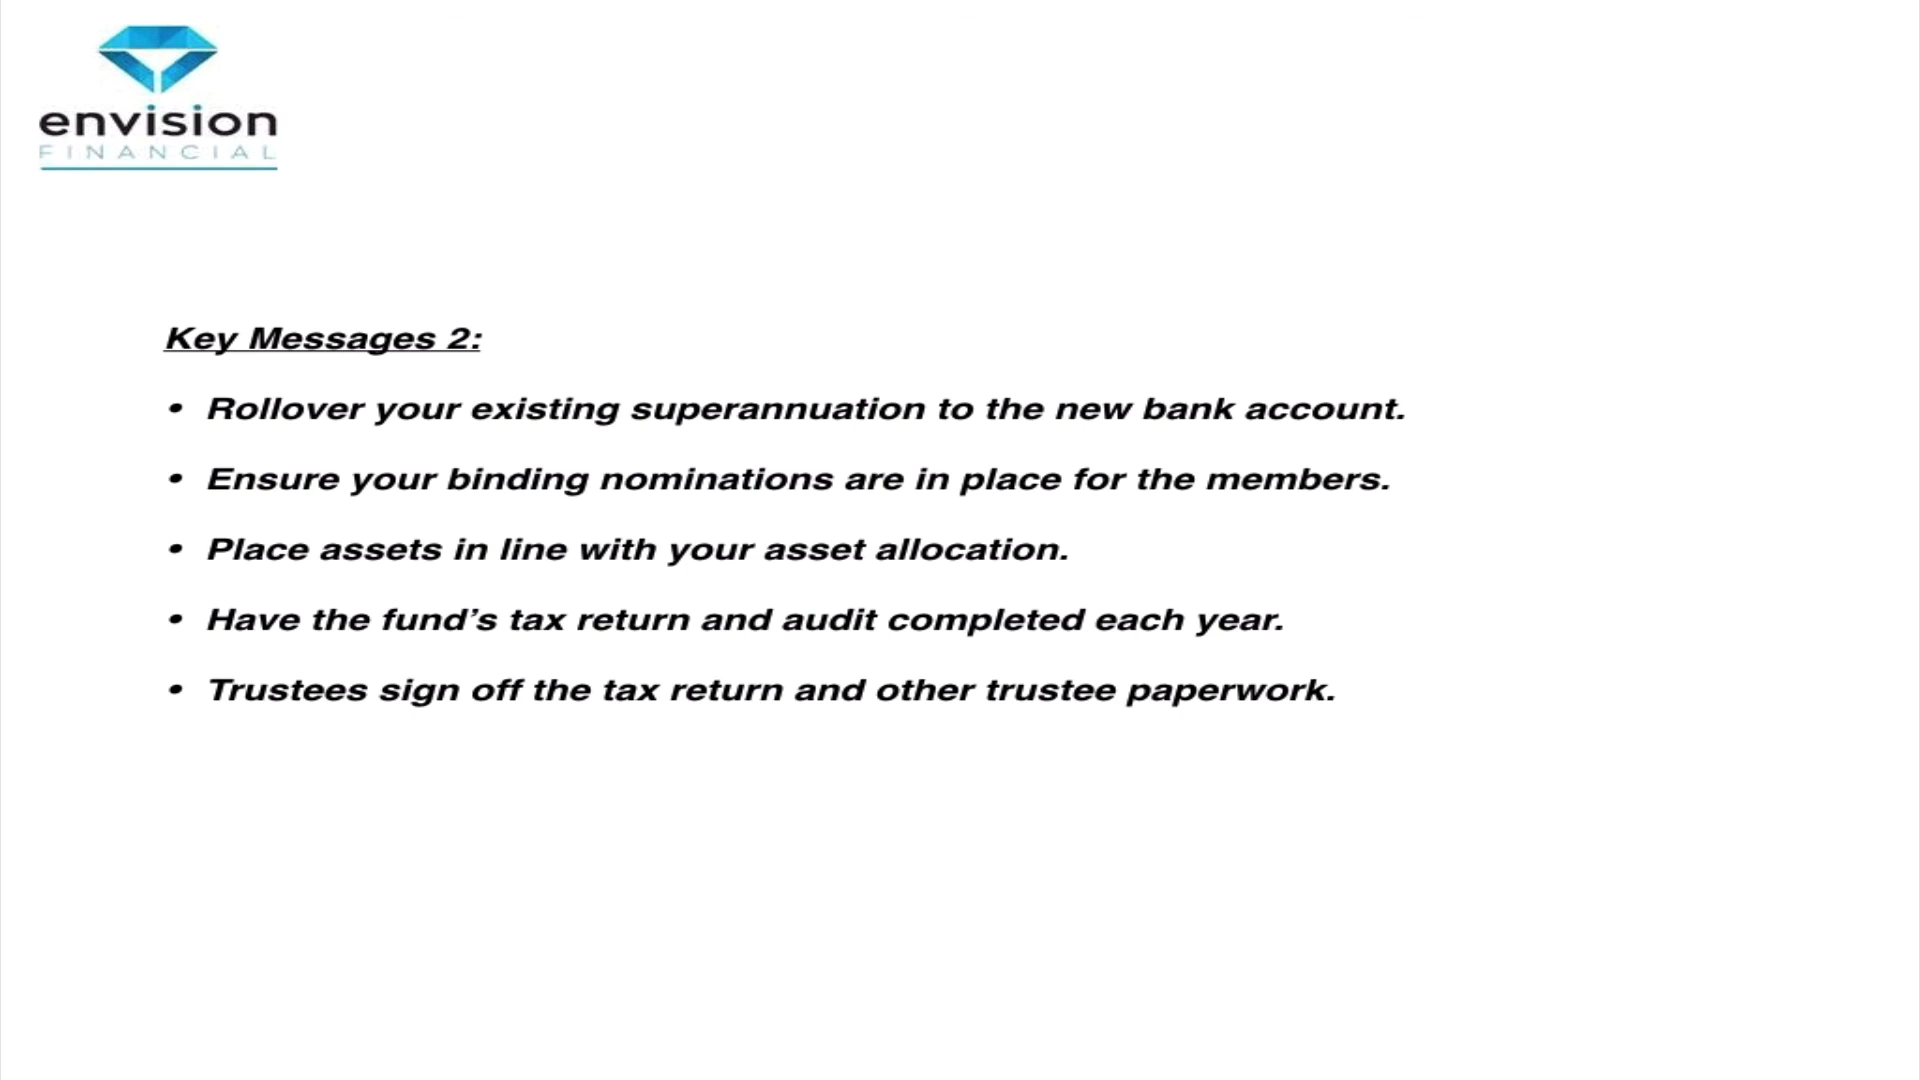 envision
FINANCIAL
Key Messages 2:
• Rollover your existing superannuation to the new bank account.
• Ensure your binding nominations are in place for the members.
• Place assets in line with your asset allocation.
• Have the fund’s tax return and audit completed each year.
• Trustees sign off the tax return and other trustee paperwork.